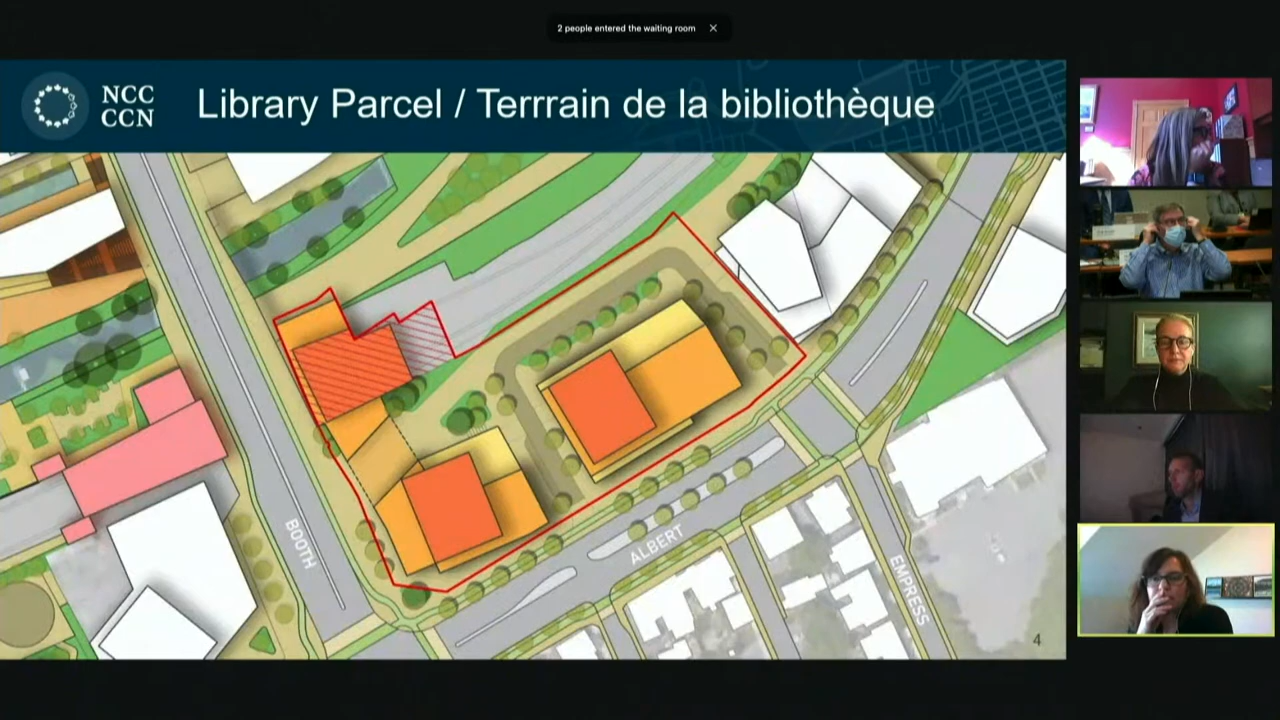 2 people entered the waiting room
NCC
CCN
Library Parcel / Terrrain de la bibliothèque
BOOTH
ALBERT
EMPRESS
4